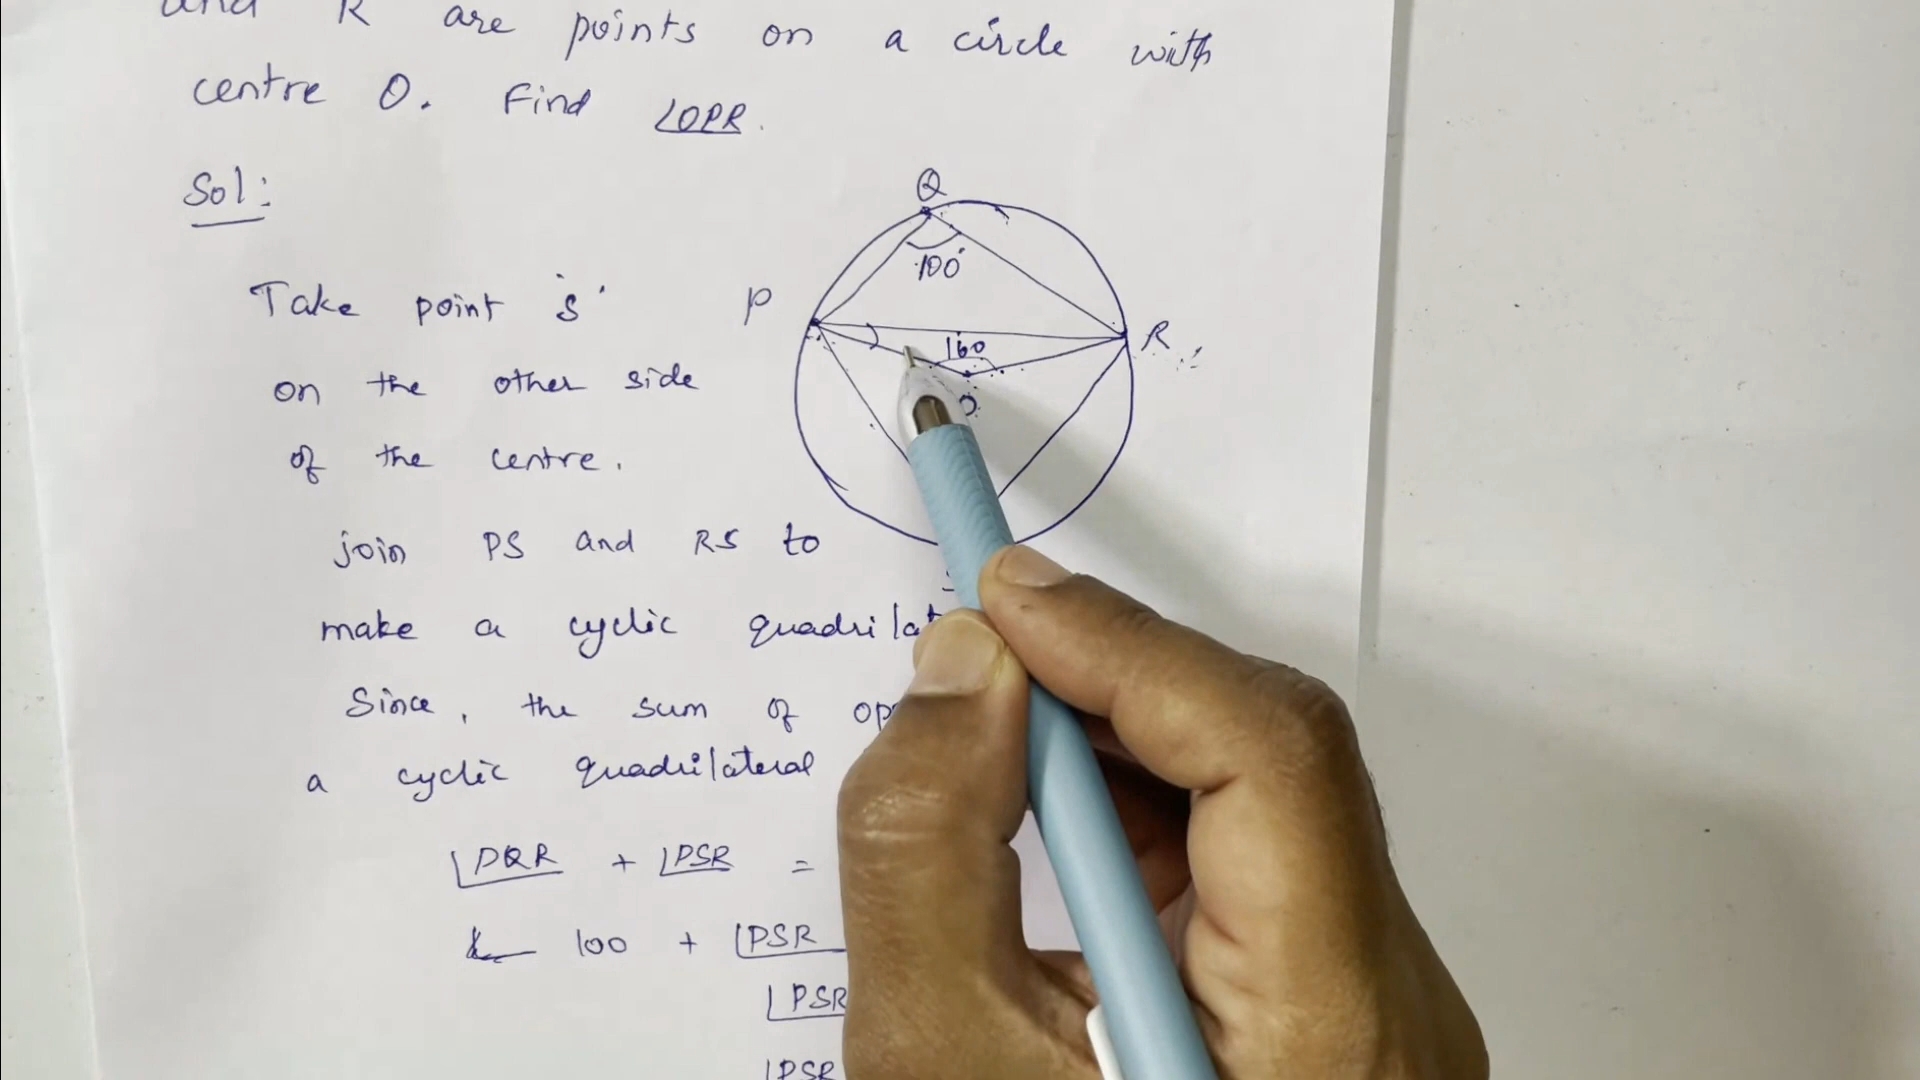 and R are points on a circle with
centre O. Find ∠OPR.
Sol:
Take point 's'
on the other side
of the centre.
join PS and RS to
make a cyclic
Since, the sum of
a cyclic quadrilateral
∠PQR + ∠PSR =
100 + ∠PSR
∠PSR
∠PSR
Q
100°
P
R
160
O